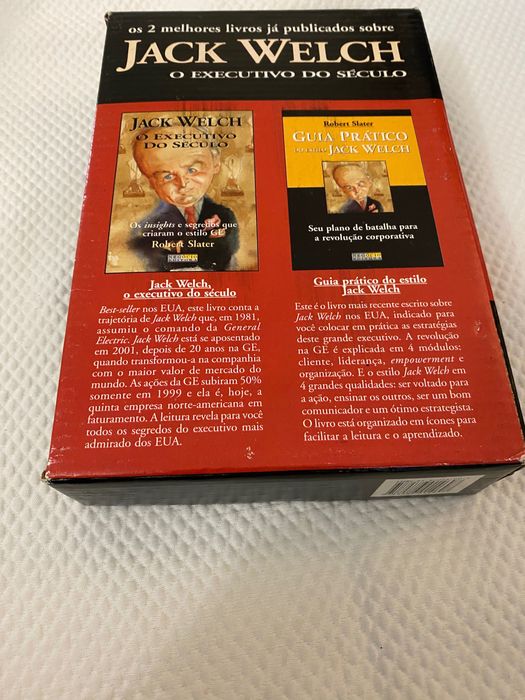 os 2 melhores livros já publicados sobre
JACK WELCH
O EXECUTIVO DO SÉCULO
JACK WELCH
O EXECUTIVO
DO SÉCULO
Os insights e segredos que
criaram o estilo GE
Robert Slater
Jack Welch,
o executivo do século
Best-seller nos EUA, este livro conta a
trajetória de Jack Welch que, em 1981,
assumiu o comando da General
Electric. Jack Welch está se aposentado
em 2001, depois de 20 anos na GE,
quando transformou-a na companhia
com o maior valor de mercado do
mundo. As ações da GE subiram 50%
somente em 1999 e ela é, hoje, a
quinta empresa norte-americana em
faturamento. A leitura revela para você
todos os segredos do executivo mais
admirado dos EUA.
Robert Slater
GUIA PRÁTICO
DO ESTILO JACK WELCH
Seu plano de batalha para
a revolução corporativa
Guia prático do estilo
Jack Welch
Este é o livro mais recente escrito sobre
Jack Welch nos EUA, indicado para
você colocar em prática as estratégias
deste grande executivo. A revolução
na GE é explicada em 4 módulos:
cliente, liderança, empowerment e
organização. E o estilo Jack Welch em
4 grandes qualidades: ser voltado para
a ação, ensinar os outros, ser um bom
comunicador e um ótimo estrategista.
O livro está organizado em ícones para
facilitar a leitura e o aprendizado.